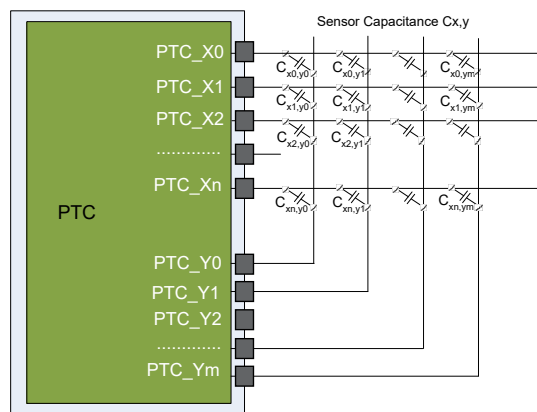 Sensor Capacitance Cx,y
PTC_X0
Cx0,y0 Cx0,y1 Cx0,ym
PTC_X1
Cx1,y0 Cx1,y1 Cx1,ym
PTC_X2
Cx2,y0 Cx2,y1
.............
PTC_Xn
Cxn,y0 Cxn,y1 Cxn,ym
PTC
PTC_Y0
PTC_Y1
PTC_Y2
.............
PTC_Ym